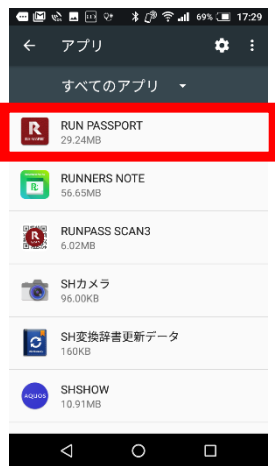 69% 17:29
アプリ
すべてのアプリ
RUN PASSPORT
29.24MB
RUNNERS NOTE
56.65MB
RUNPASS SCAN3
6.02MB
SHカメラ
96.00KB
SH変換辞書更新データ
160KB
AQUOS
SHSHOW
10.91MB